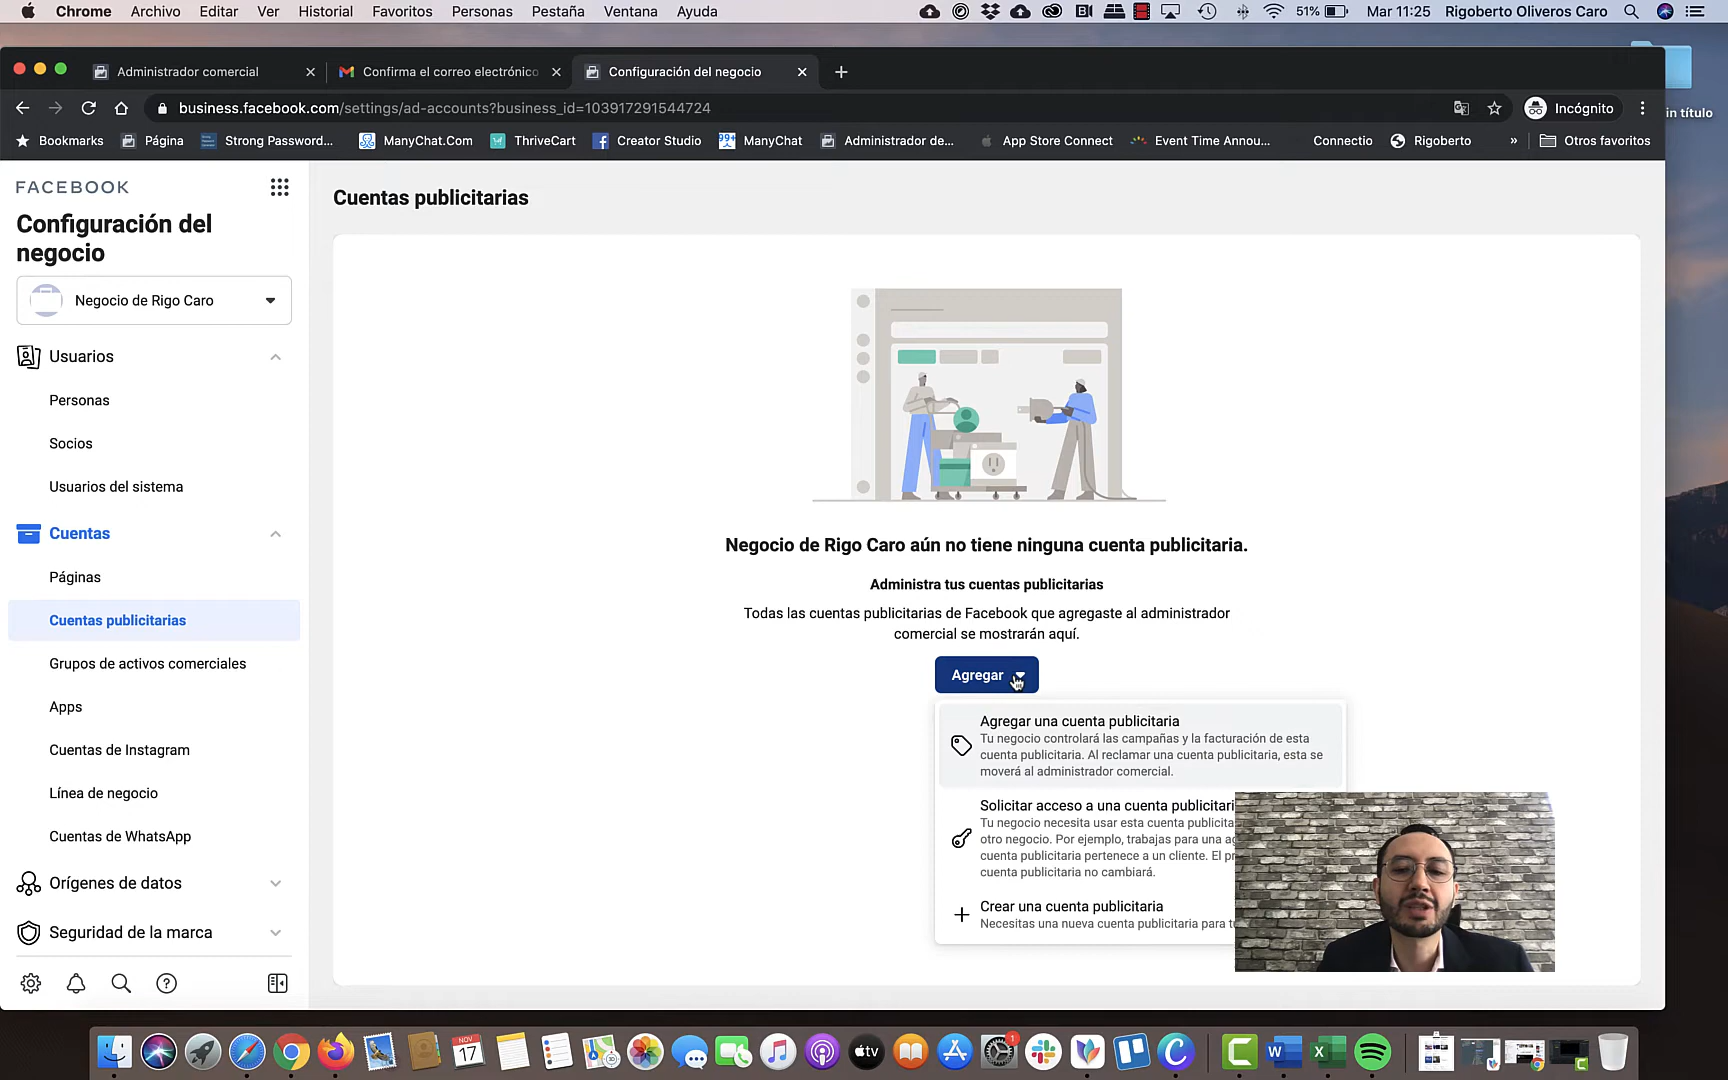 Chrome Archivo Editar Ver Historial Favoritos Personas Pestaña Ventana Ayuda 51% Mar 11:25 Rigoberto Oliveros Caro
Administrador comercial Confirma el correo electrónico Configuración del negocio
business.facebook.com/settings/ad-accounts?business_id=103917291544724 Incógnito
in título
Bookmarks Página Strong Password... ManyChat.Com ThriveCart Creator Studio 99+ ManyChat Administrador de... App Store Connect Event Time Annou... Connectio Rigoberto » Otros favoritos
FACEBOOK
Configuración del
negocio
Negocio de Rigo Caro
Usuarios
Personas
Socios
Usuarios del sistema
Cuentas
Páginas
Cuentas publicitarias
Grupos de activos comerciales
Apps
Cuentas de Instagram
Línea de negocio
Cuentas de WhatsApp
Orígenes de datos
Seguridad de la marca
Cuentas publicitarias
Negocio de Rigo Caro aún no tiene ninguna cuenta publicitaria.
Administra tus cuentas publicitarias
Todas las cuentas publicitarias de Facebook que agregaste al administrador
comercial se mostrarán aquí.
Agregar
Agregar una cuenta publicitaria
Tu negocio controlará las campañas y la facturación de esta
cuenta publicitaria. Al reclamar una cuenta publicitaria, esta se
moverá al administrador comercial.
Solicitar acceso a una cuenta publicitari
Tu negocio necesita usar esta cuenta publicita
otro negocio. Por ejemplo, trabajas para una a
cuenta publicitaria pertenece a un cliente. El p
cuenta publicitaria no cambiará.
Crear una cuenta publicitaria
Necesitas una nueva cuenta publicitaria para t
NOV
17
tv
1
W
X